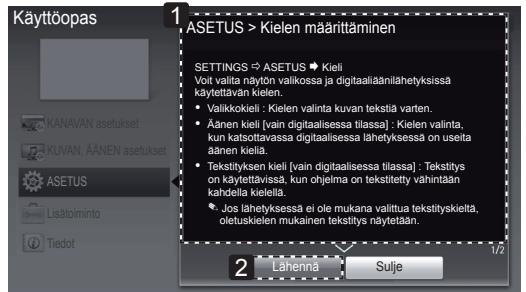 Käyttöopas
1
ASETUS > Kielen määrittäminen
SETTINGS ⇨ ASETUS ➡ Kieli
Voit valita näytön valikossa ja digitaaliäänilähetyksissä
käytettävän kielen.
• Valikkokieli : Kielen valinta kuvan tekstiä varten.
• Äänen kieli [vain digitaalisessa tilassa] : Kielen valinta,
kun katsottavassa digitaalisessa lähetyksessä on useita
äänen kieliä.
• Tekstityksen kieli [vain digitaalisessa tilassa] : Tekstitys
on käytettävissä, kun ohjelma on tekstitetty vähintään
kahdella kielellä.
✎ Jos lähetyksessä ei ole mukana valittua tekstityskieltä,
oletuskielen mukainen tekstitys näytetään.
KANAVAN asetukset
KUVAN, ÄÄNEN asetukset
ASETUS
Lisätoiminto
Tiedot
1/2
2
Lähennä
Sulje